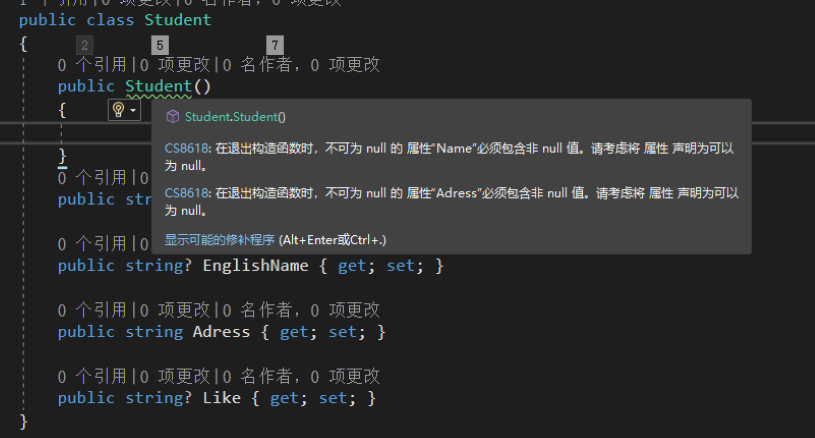 1 个引用|0 项更改|0 名作者, 0 项更改
public class Student
{
2 5 7
0 个引用|0 项更改|0 名作者, 0 项更改
public Student()
{
Student.Student()
CS8618: 在退出构造函数时，不可为 null 的 属性"Name"必须包含非 null 值。请考虑将 属性 声明为可以
为 null。
}
CS8618: 在退出构造函数时，不可为 null 的 属性"Adress"必须包含非 null 值。请考虑将 属性 声明为可以
为 null。
0 个引用|0
public str
显示可能的修补程序 (Alt+Enter或Ctrl+.)
0 个引用|0
public string? EnglishName { get; set; }
0 个引用|0 项更改|0 名作者, 0 项更改
public string Adress { get; set; }
0 个引用|0 项更改|0 名作者, 0 项更改
public string? Like { get; set; }
}